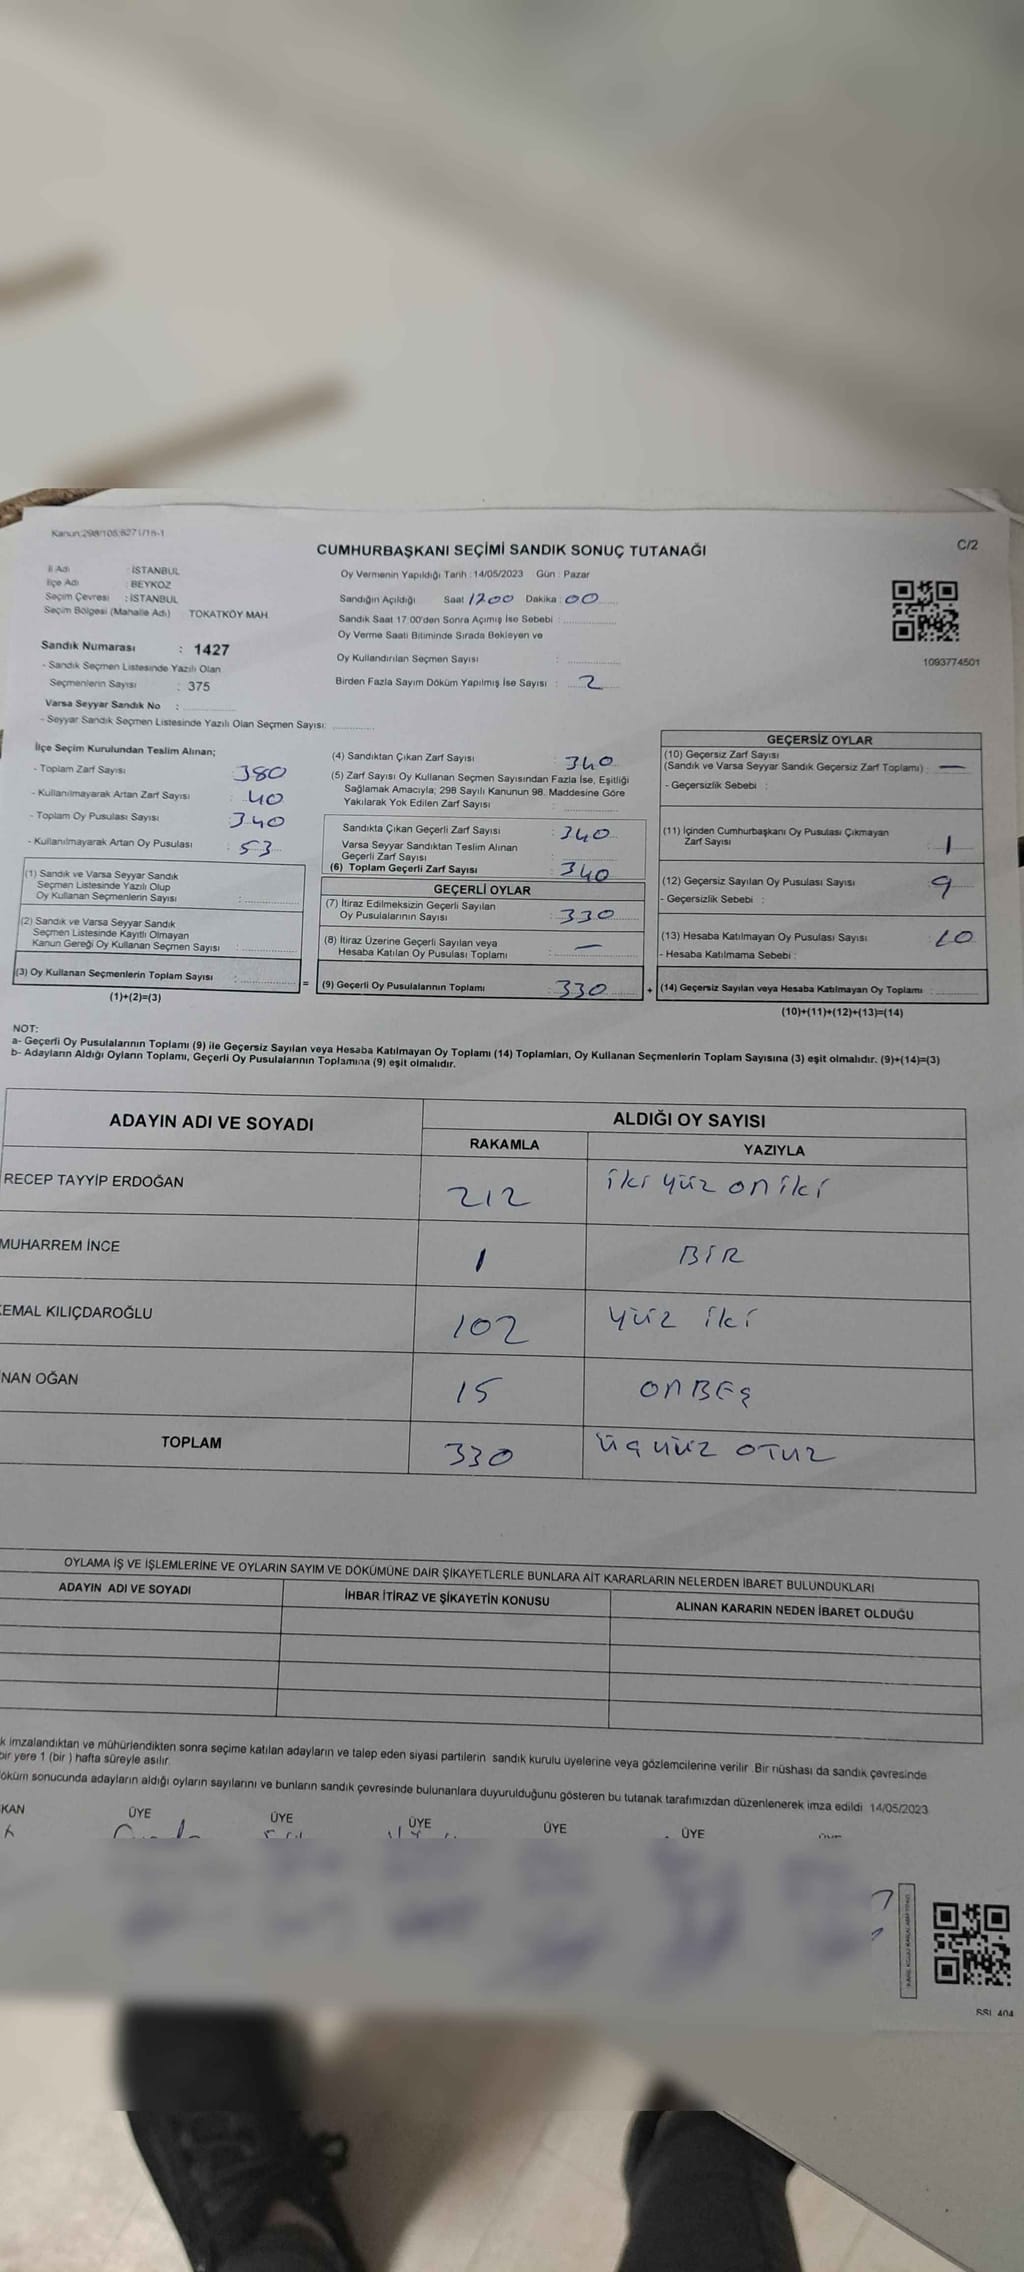 Kanun:298/105;6271/18-1
CUMHURBAŞKANI SEÇİMİ SANDIK SONUÇ TUTANAĞI
C/2
İl Adı : İSTANBUL
İlçe Adı : BEYKOZ
Seçim Çevresi : İSTANBUL
Seçim Bölgesi (Mahalle Adı) TOKATKÖY MAH.
Oy Vermenin Yapıldığı Tarih : 14/05/2023 Gün : Pazar
Sandığın Açıldığı Saat 1700 Dakika : 00
Sandık Saat 17:00'den Sonra Açımış İse Sebebi :
Oy Verme Saati Bitiminde Sırada Bekleyen ve
Oy Kullandırılan Seçmen Sayısı :
Birden Fazla Sayım Döküm Yapılmış İse Sayısı : 2
1093774501
Sandık Numarası : 1427
- Sandık Seçmen Listesinde Yazılı Olan
Seçmenlerin Sayısı : 375
Varsa Seyyar Sandık No :
- Seyyar Sandık Seçmen Listesinde Yazılı Olan Seçmen Sayısı:
İlçe Seçim Kurulundan Teslim Alınan;
- Toplam Zarf Sayısı : 380
- Kullanılmayarak Artan Zarf Sayısı : 40
- Toplam Oy Pusulası Sayısı : 340
- Kullanılmayarak Artan Oy Pusulası : 53
(1) Sandık ve Varsa Seyyar Sandık
Seçmen Listesinde Yazılı Olup
Oy Kullanan Seçmenlerin Sayısı :
(2) Sandık ve Varsa Seyyar Sandık
Seçmen Listesinde Kayıtlı Olmayan
Kanun Gereği Oy Kullanan Seçmen Sayısı :
(3) Oy Kullanan Seçmenlerin Toplam Sayısı :
(1)+(2)=(3)
=
(4) Sandıktan Çıkan Zarf Sayısı : 340
(5) Zarf Sayısı Oy Kullanan Seçmen Sayısından Fazla İse, Eşitliği
Sağlamak Amacıyla; 298 Sayılı Kanunun 98. Maddesine Göre
Yakılarak Yok Edilen Zarf Sayısı :
Sandıkta Çıkan Geçerli Zarf Sayısı : 340
Varsa Seyyar Sandıktan Teslim Alınan
Geçerli Zarf Sayısı :
(6) Toplam Geçerli Zarf Sayısı : 340
GEÇERLİ OYLAR
(7) İtiraz Edilmeksizin Geçerli Sayılan
Oy Pusulalarının Sayısı : 330
(8) İtiraz Üzerine Geçerli Sayılan veya
Hesaba Katılan Oy Pusulası Toplamı : —
(9) Geçerli Oy Pusulalarının Toplamı : 330
+
GEÇERSİZ OYLAR
(10) Geçersiz Zarf Sayısı
(Sandık ve Varsa Seyyar Sandık Geçersiz Zarf Toplamı) : —
- Geçersizlik Sebebi :
(11) İçinden Cumhurbaşkanı Oy Pusulası Çıkmayan
Zarf Sayısı : 1
(12) Geçersiz Sayılan Oy Pusulası Sayısı : 9
- Geçersizlik Sebebi :
(13) Hesaba Katılmayan Oy Pusulası Sayısı : 10
- Hesaba Katılmama Sebebi :
(14) Geçersiz Sayılan veya Hesaba Katılmayan Oy Toplamı :
(10)+(11)+(12)+(13)=(14)
NOT:
a- Geçerli Oy Pusulalarının Toplamı (9) ile Geçersiz Sayılan veya Hesaba Katılmayan Oy Toplamı (14) Toplamları, Oy Kullanan Seçmenlerin Toplam Sayısına (3) eşit olmalıdır. (9)+(14)=(3)
b- Adayların Aldığı Oyların Toplamı, Geçerli Oy Pusulalarının Toplamına (9) eşit olmalıdır.
ADAYIN ADI VE SOYADI
ALDIĞI OY SAYISI
RAKAMLA YAZIYLA
RECEP TAYYİP ERDOĞAN 212 iki yüz on iki
MUHARREM İNCE 1 BİR
KEMAL KILIÇDAROĞLU 102 yüz iki
NAN OĞAN 15 onBEŞ
TOPLAM 330 üçyüz OTUZ
OYLAMA İŞ VE İŞLEMLERİNE VE OYLARIN SAYIM VE DÖKÜMÜNE DAİR ŞİKAYETLERLE BUNLARA AİT KARARLARIN NELERDEN İBARET BULUNDUKLARI
ADAYIN ADI VE SOYADI İHBAR İTİRAZ VE ŞİKAYETİN KONUSU ALINAN KARARIN NEDEN İBARET OLDUĞU
k imzalandıktan ve mühürlendikten sonra seçime katılan adayların ve talep eden siyasi partilerin sandık kurulu üyelerine veya gözlemcilerine verilir. Bir nüshası da sandık çevresinde
bir yere 1 (bir ) hafta süreyle asılır.
öküm sonucunda adayların aldığı oyların sayılarını ve bunların sandık çevresinde bulunanlara duyurulduğunu gösteren bu tutanak tarafımızdan düzenlenerek imza edildi 14/05/2023
KAN ÜYE ÜYE ÜYE ÜYE ÜYE
SSL 404